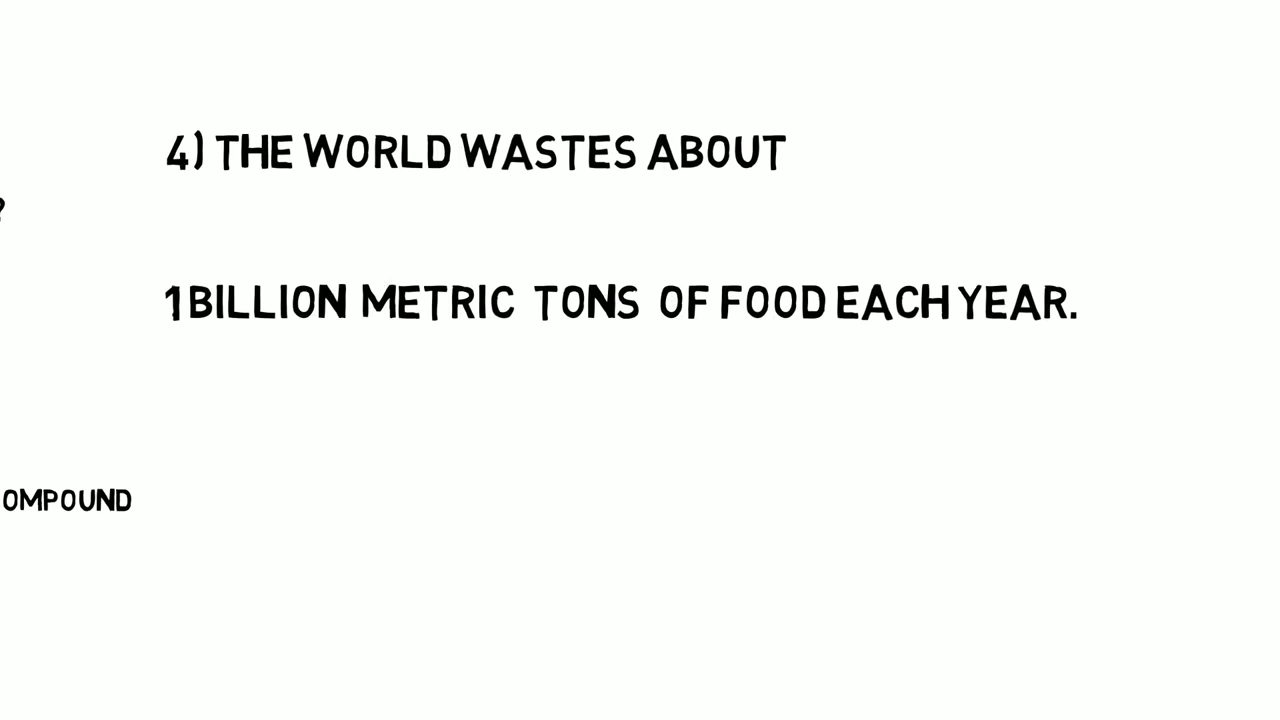 4) THE WORLD WASTES ABOUT
?
1 BILLION METRIC TONS OF FOOD EACH YEAR.
OMPOUND